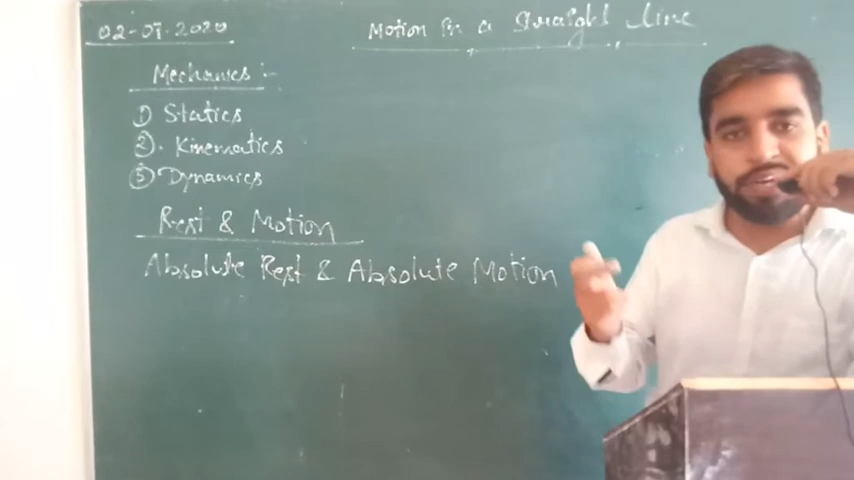 02-07-2020
Motion in a straight line
Mechanics :-
① Statics
②. Kinematics
③ Dynamics
Rest & Motion
Absolute Rest & Absolute Motion